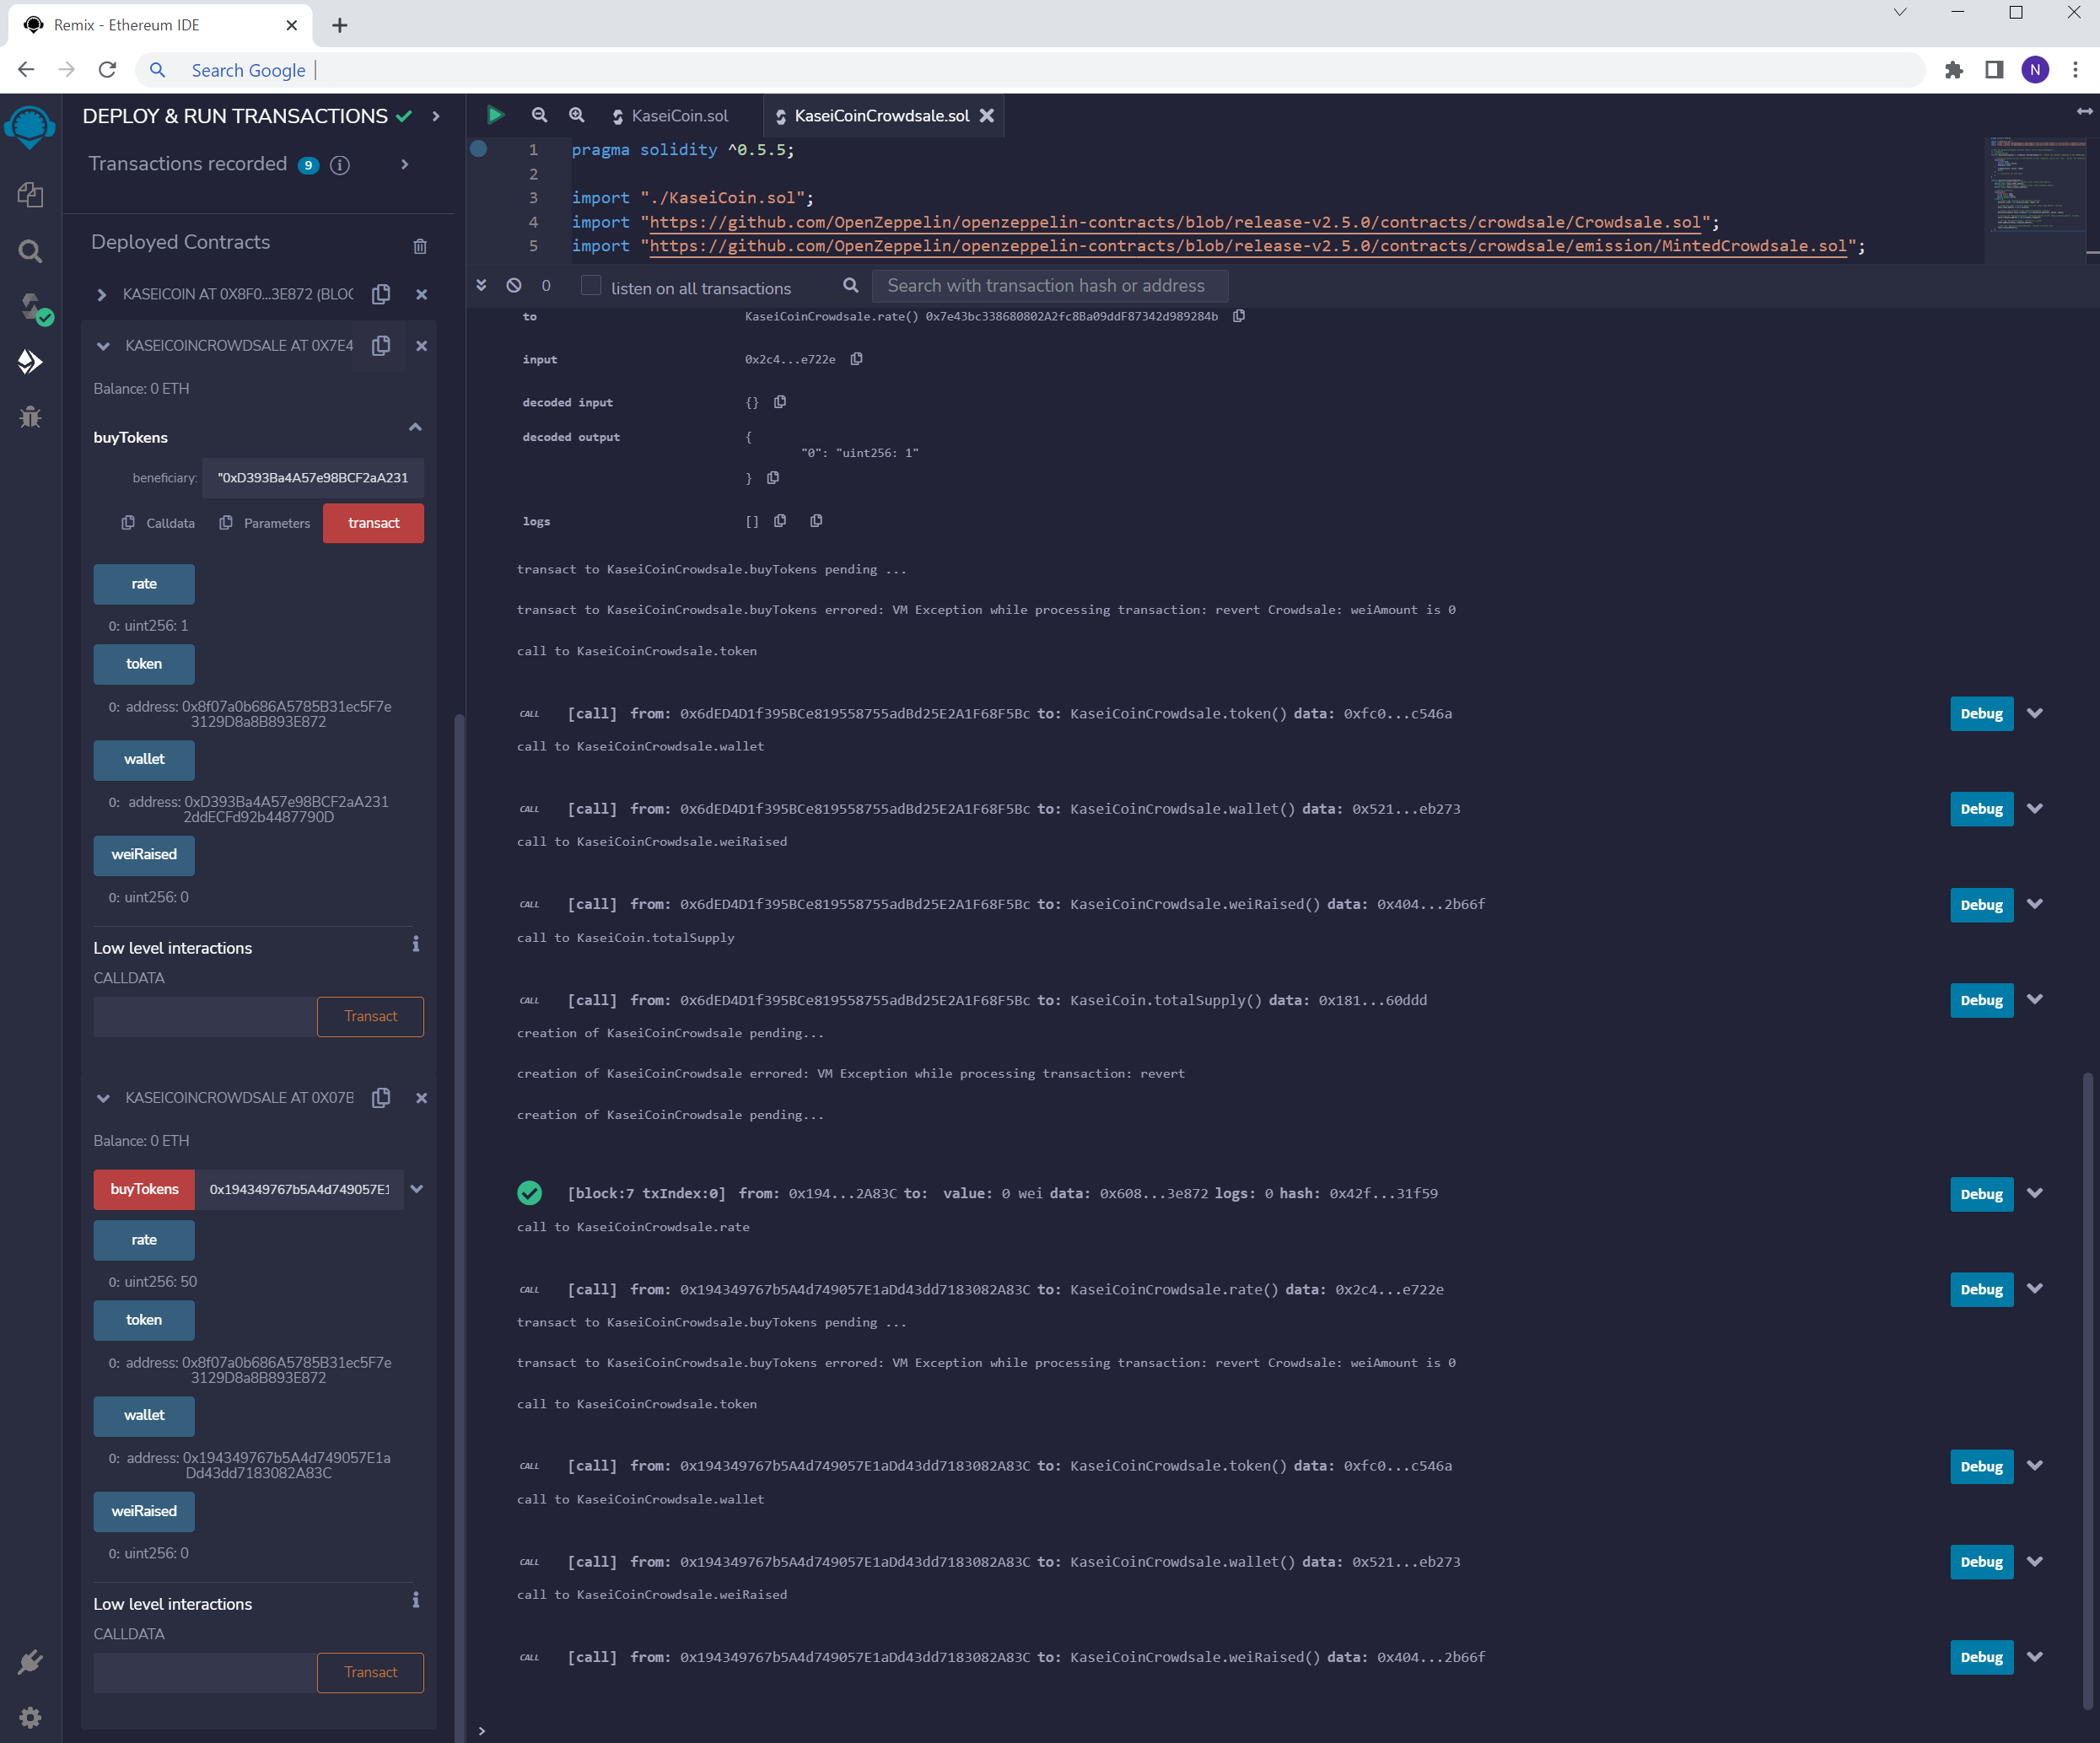 Remix - Ethereum IDE
Search Google
N
DEPLOY & RUN TRANSACTIONS
Transactions recorded 9 i
Deployed Contracts
KASEICOIN AT 0X8F0...3E872 (BLOC
KASEICOINCROWDSALE AT 0X7E4
Balance: 0 ETH
buyTokens
beneficiary: "0xD393Ba4A57e98BCF2aA231
Calldata Parameters transact
rate
0: uint256: 1
token
0: address: 0x8f07a0b686A5785B31ec5F7e
3129D8a8B893E872
wallet
0: address: 0xD393Ba4A57e98BCF2aA231
2ddECFd92b4487790D
weiRaised
0: uint256: 0
Low level interactions i
CALLDATA
Transact
KASEICOINCROWDSALE AT 0X07B
Balance: 0 ETH
buyTokens 0x194349767b5A4d749057E1
rate
0: uint256: 50
token
0: address: 0x8f07a0b686A5785B31ec5F7e
3129D8a8B893E872
wallet
0: address: 0x194349767b5A4d749057E1a
Dd43dd7183082A83C
weiRaised
0: uint256: 0
Low level interactions i
CALLDATA
Transact
KaseiCoin.sol KaseiCoinCrowdsale.sol
1 pragma solidity ^0.5.5;
2
3 import "./KaseiCoin.sol";
4 import "https://github.com/OpenZeppelin/openzeppelin-contracts/blob/release-v2.5.0/contracts/crowdsale/Crowdsale.sol";
5 import "https://github.com/OpenZeppelin/openzeppelin-contracts/blob/release-v2.5.0/contracts/crowdsale/emission/MintedCrowdsale.sol";
0 listen on all transactions Search with transaction hash or address
to KaseiCoinCrowdsale.rate() 0x7e43bc338680802A2fc8Ba09ddF87342d989284b
input 0x2c4...e722e
decoded input {}
decoded output {
"0": "uint256: 1"
}
logs []
transact to KaseiCoinCrowdsale.buyTokens pending ...
transact to KaseiCoinCrowdsale.buyTokens errored: VM Exception while processing transaction: revert Crowdsale: weiAmount is 0
call to KaseiCoinCrowdsale.token
CALL [call] from: 0x6dED4D1f395BCe819558755adBd25E2A1F68F5Bc to: KaseiCoinCrowdsale.token() data: 0xfc0...c546a Debug
call to KaseiCoinCrowdsale.wallet
CALL [call] from: 0x6dED4D1f395BCe819558755adBd25E2A1F68F5Bc to: KaseiCoinCrowdsale.wallet() data: 0x521...eb273 Debug
call to KaseiCoinCrowdsale.weiRaised
CALL [call] from: 0x6dED4D1f395BCe819558755adBd25E2A1F68F5Bc to: KaseiCoinCrowdsale.weiRaised() data: 0x404...2b66f Debug
call to KaseiCoin.totalSupply
CALL [call] from: 0x6dED4D1f395BCe819558755adBd25E2A1F68F5Bc to: KaseiCoin.totalSupply() data: 0x181...60ddd Debug
creation of KaseiCoinCrowdsale pending...
creation of KaseiCoinCrowdsale errored: VM Exception while processing transaction: revert
creation of KaseiCoinCrowdsale pending...
[block:7 txIndex:0] from: 0x194...2A83C to: value: 0 wei data: 0x608...3e872 logs: 0 hash: 0x42f...31f59 Debug
call to KaseiCoinCrowdsale.rate
CALL [call] from: 0x194349767b5A4d749057E1aDd43dd7183082A83C to: KaseiCoinCrowdsale.rate() data: 0x2c4...e722e Debug
transact to KaseiCoinCrowdsale.buyTokens pending ...
transact to KaseiCoinCrowdsale.buyTokens errored: VM Exception while processing transaction: revert Crowdsale: weiAmount is 0
call to KaseiCoinCrowdsale.token
CALL [call] from: 0x194349767b5A4d749057E1aDd43dd7183082A83C to: KaseiCoinCrowdsale.token() data: 0xfc0...c546a Debug
call to KaseiCoinCrowdsale.wallet
CALL [call] from: 0x194349767b5A4d749057E1aDd43dd7183082A83C to: KaseiCoinCrowdsale.wallet() data: 0x521...eb273 Debug
call to KaseiCoinCrowdsale.weiRaised
CALL [call] from: 0x194349767b5A4d749057E1aDd43dd7183082A83C to: KaseiCoinCrowdsale.weiRaised() data: 0x404...2b66f Debug
>